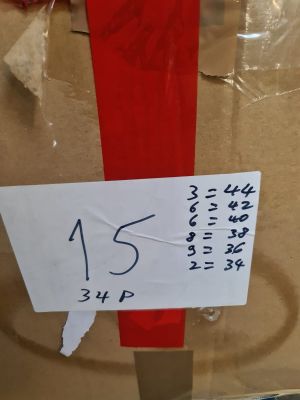 3 = 44
6 = 42
6 = 40
8 = 38
9 = 36
2 = 34
15
34 P